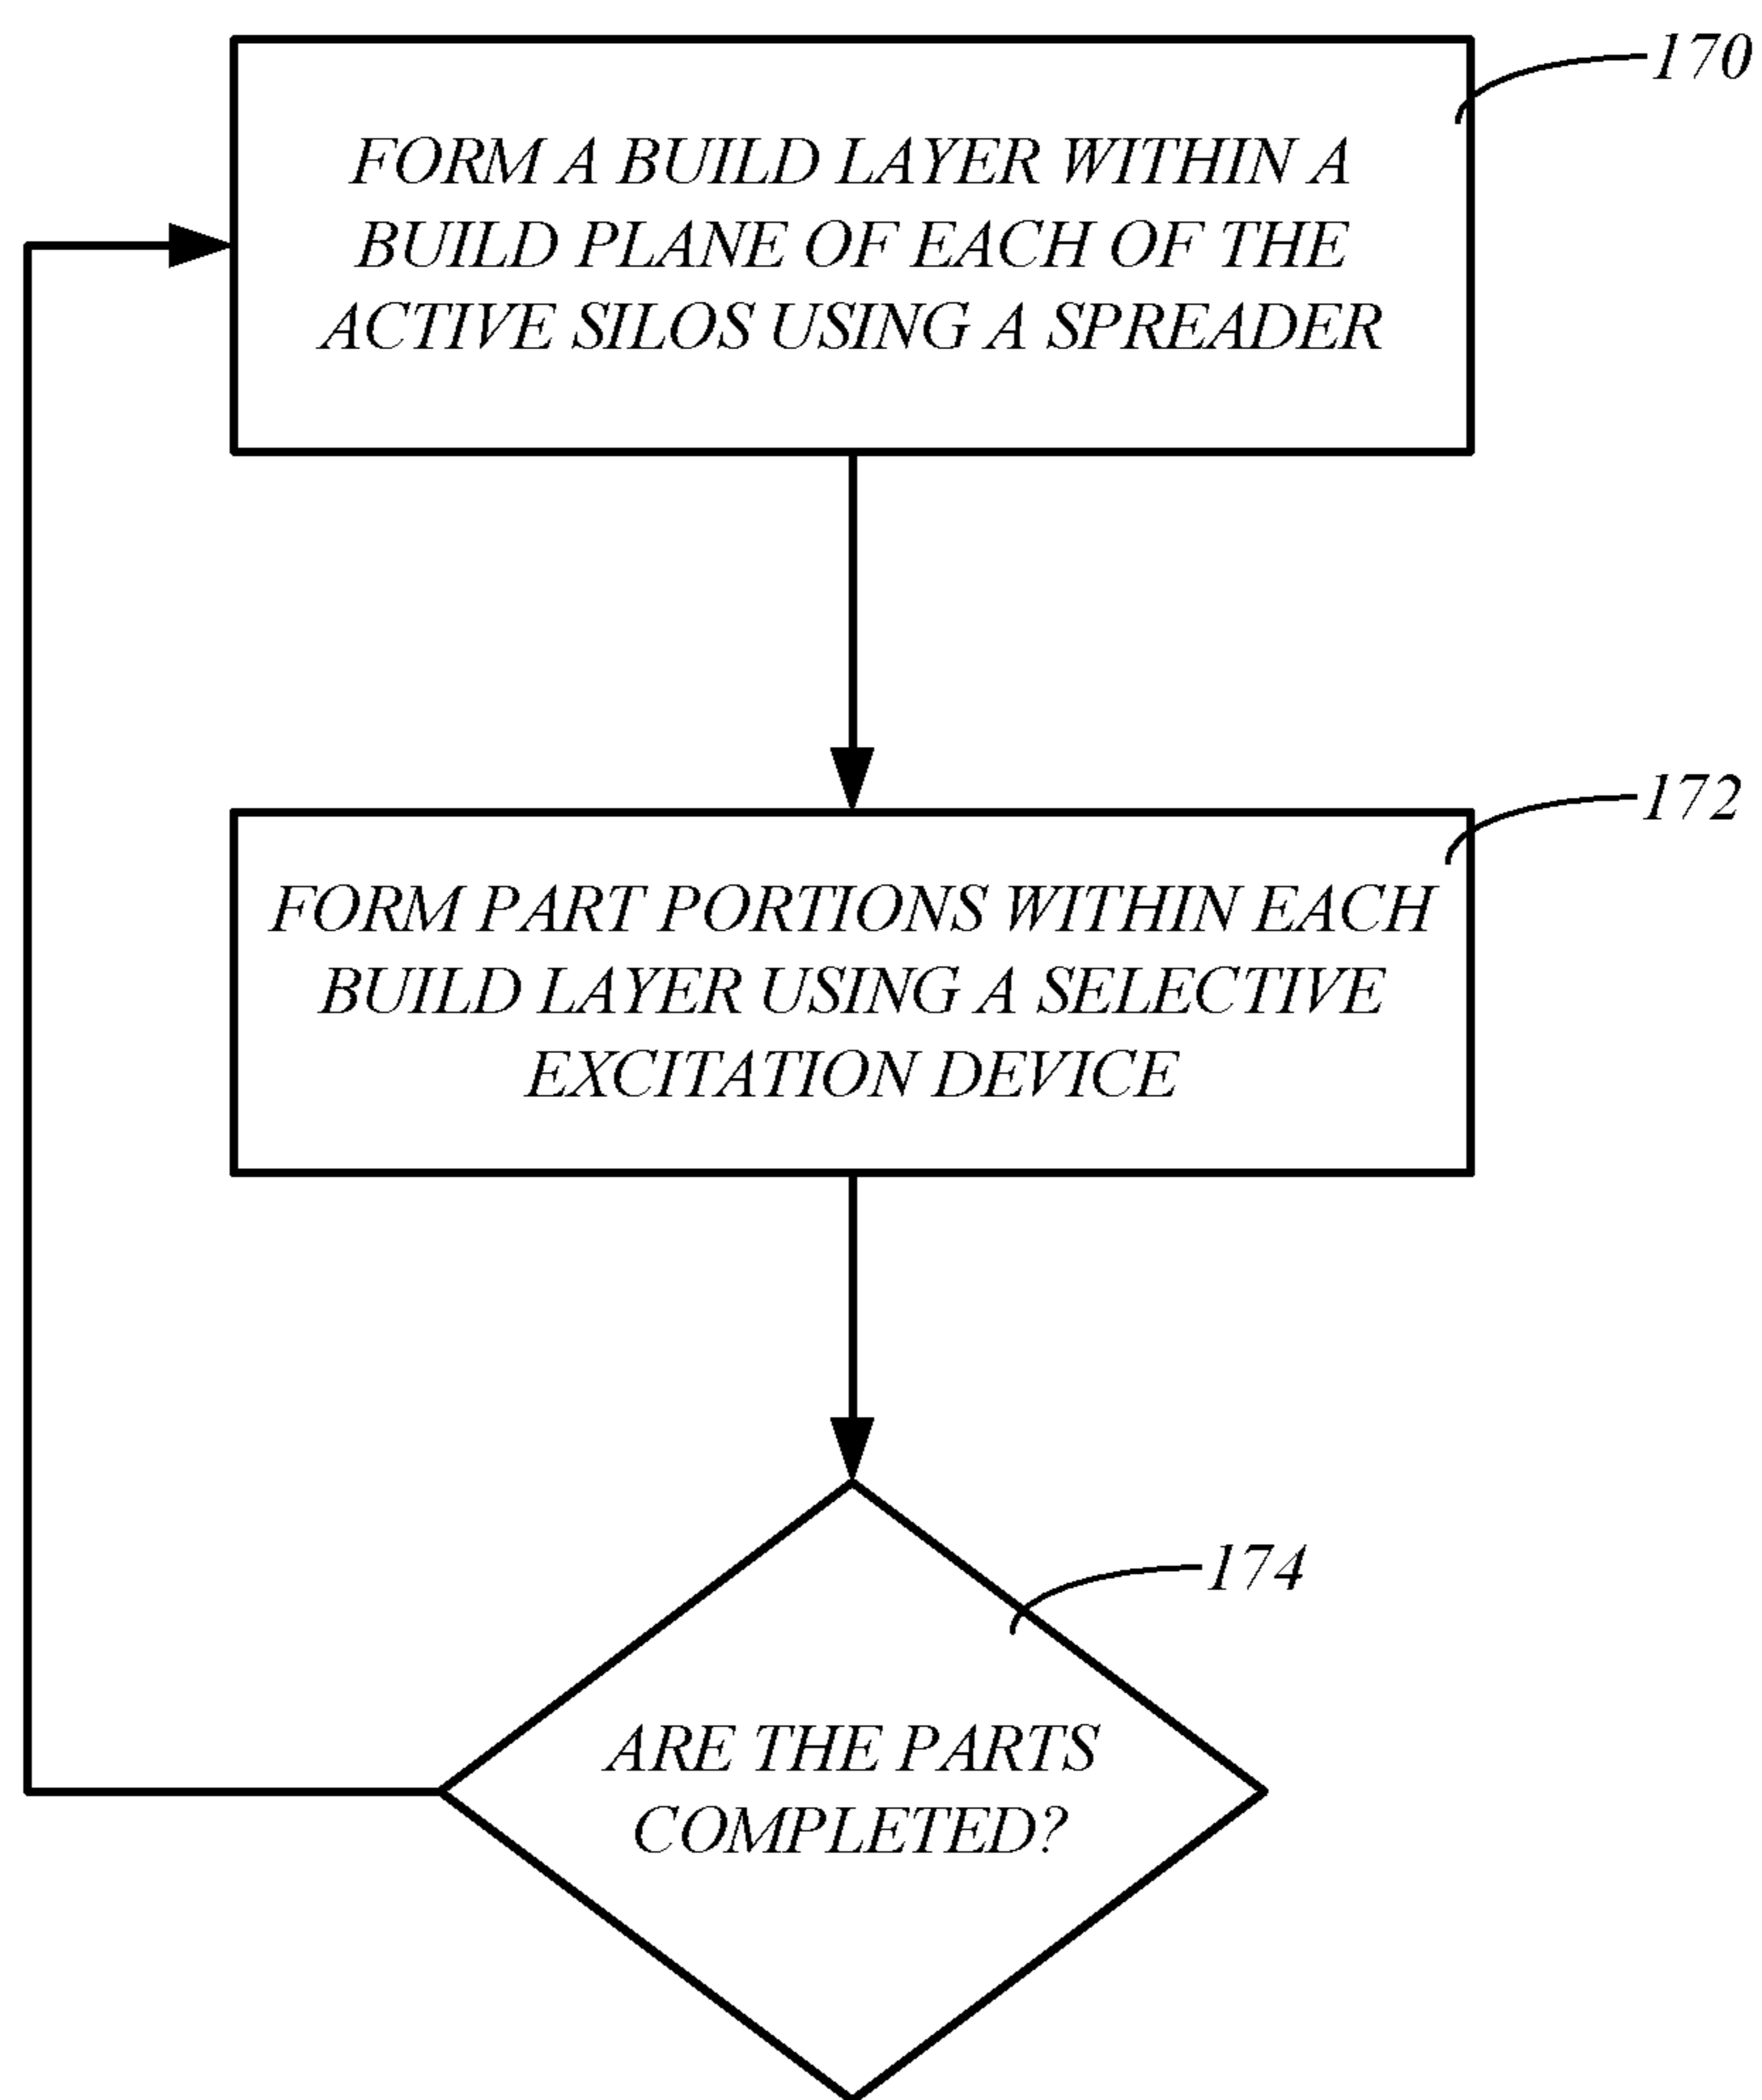 170
FORM A BUILD LAYER WITHIN A
BUILD PLANE OF EACH OF THE
ACTIVE SILOS USING A SPREADER
172
FORM PART PORTIONS WITHIN EACH
BUILD LAYER USING A SELECTIVE
EXCITATION DEVICE
174
ARE THE PARTS
COMPLETED?